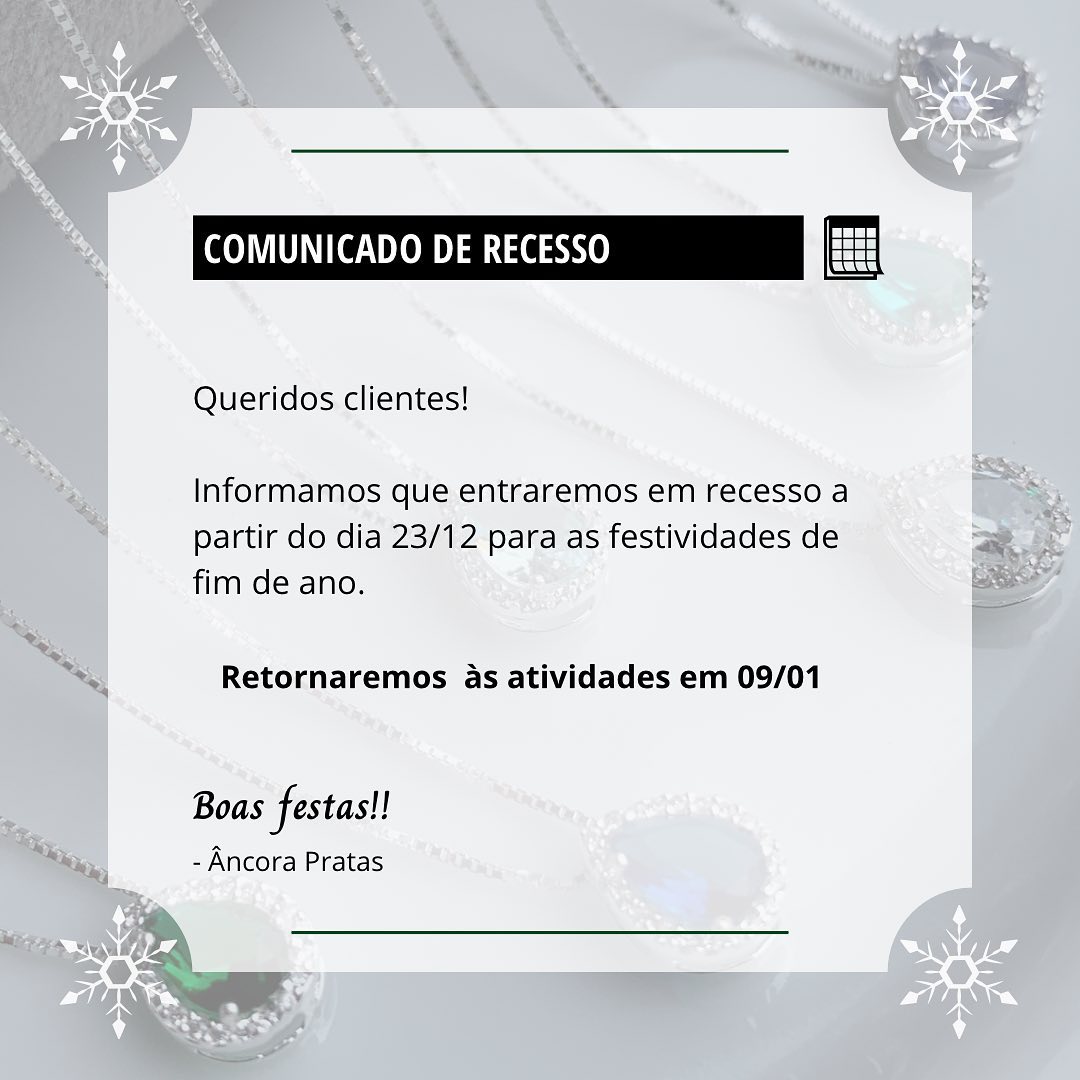 COMUNICADO DE RECESSO
Queridos clientes!
Informamos que entraremos em recesso a
partir do dia 23/12 para as festividades de
fim de ano.
Retornaremos  às atividades em 09/01
Boas festas!!
- Âncora Pratas